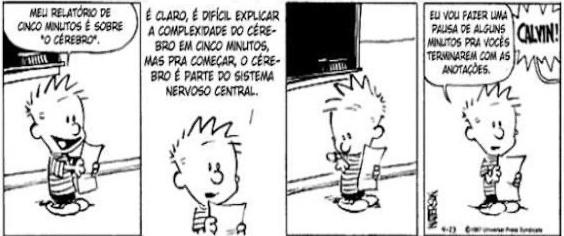 MEU RELATÓRIO DE
CINCO MINUTOS É SOBRE
"O CÉREBRO".
É CLARO, É DIFÍCIL EXPLICAR
A COMPLEXIDADE DO CÉRE-
BRO EM CINCO MINUTOS,
MAS PRA COMEÇAR, O CÉRE-
BRO É PARTE DO SISTEMA
NERVOSO CENTRAL.
EU VOU FAZER UMA
PAUSA DE ALGUNS
MINUTOS PRA VOCÊS
TERMINAREM COM AS
ANOTAÇÕES.
CALVIN!
WATTERSON
4-23 ©1987 Universal Press Syndicate